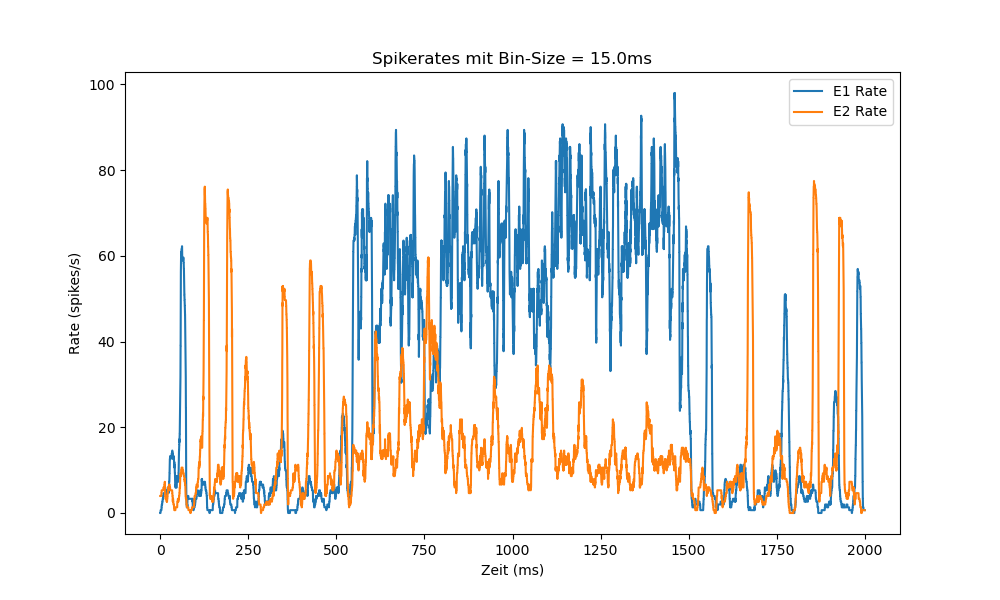 Spikerates mit Bin-Size = 15.0ms
E1 Rate
E2 Rate
Rate (spikes/s)
100
80
60
40
20
0
0 250 500 750 1000 1250 1500 1750 2000
Zeit (ms)